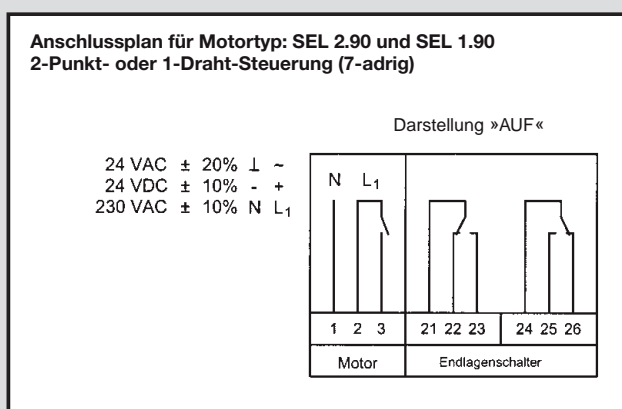 Anschlussplan für Motortyp: SEL 2.90 und SEL 1.90
2-Punkt- oder 1-Draht-Steuerung (7-adrig)
Darstellung »AUF«
24 VAC ± 20% ⊥ ~
24 VDC ± 10% - +
230 VAC ± 10% N L1
N L1
1 2 3 21 22 23 24 25 26
Motor Endlagenschalter